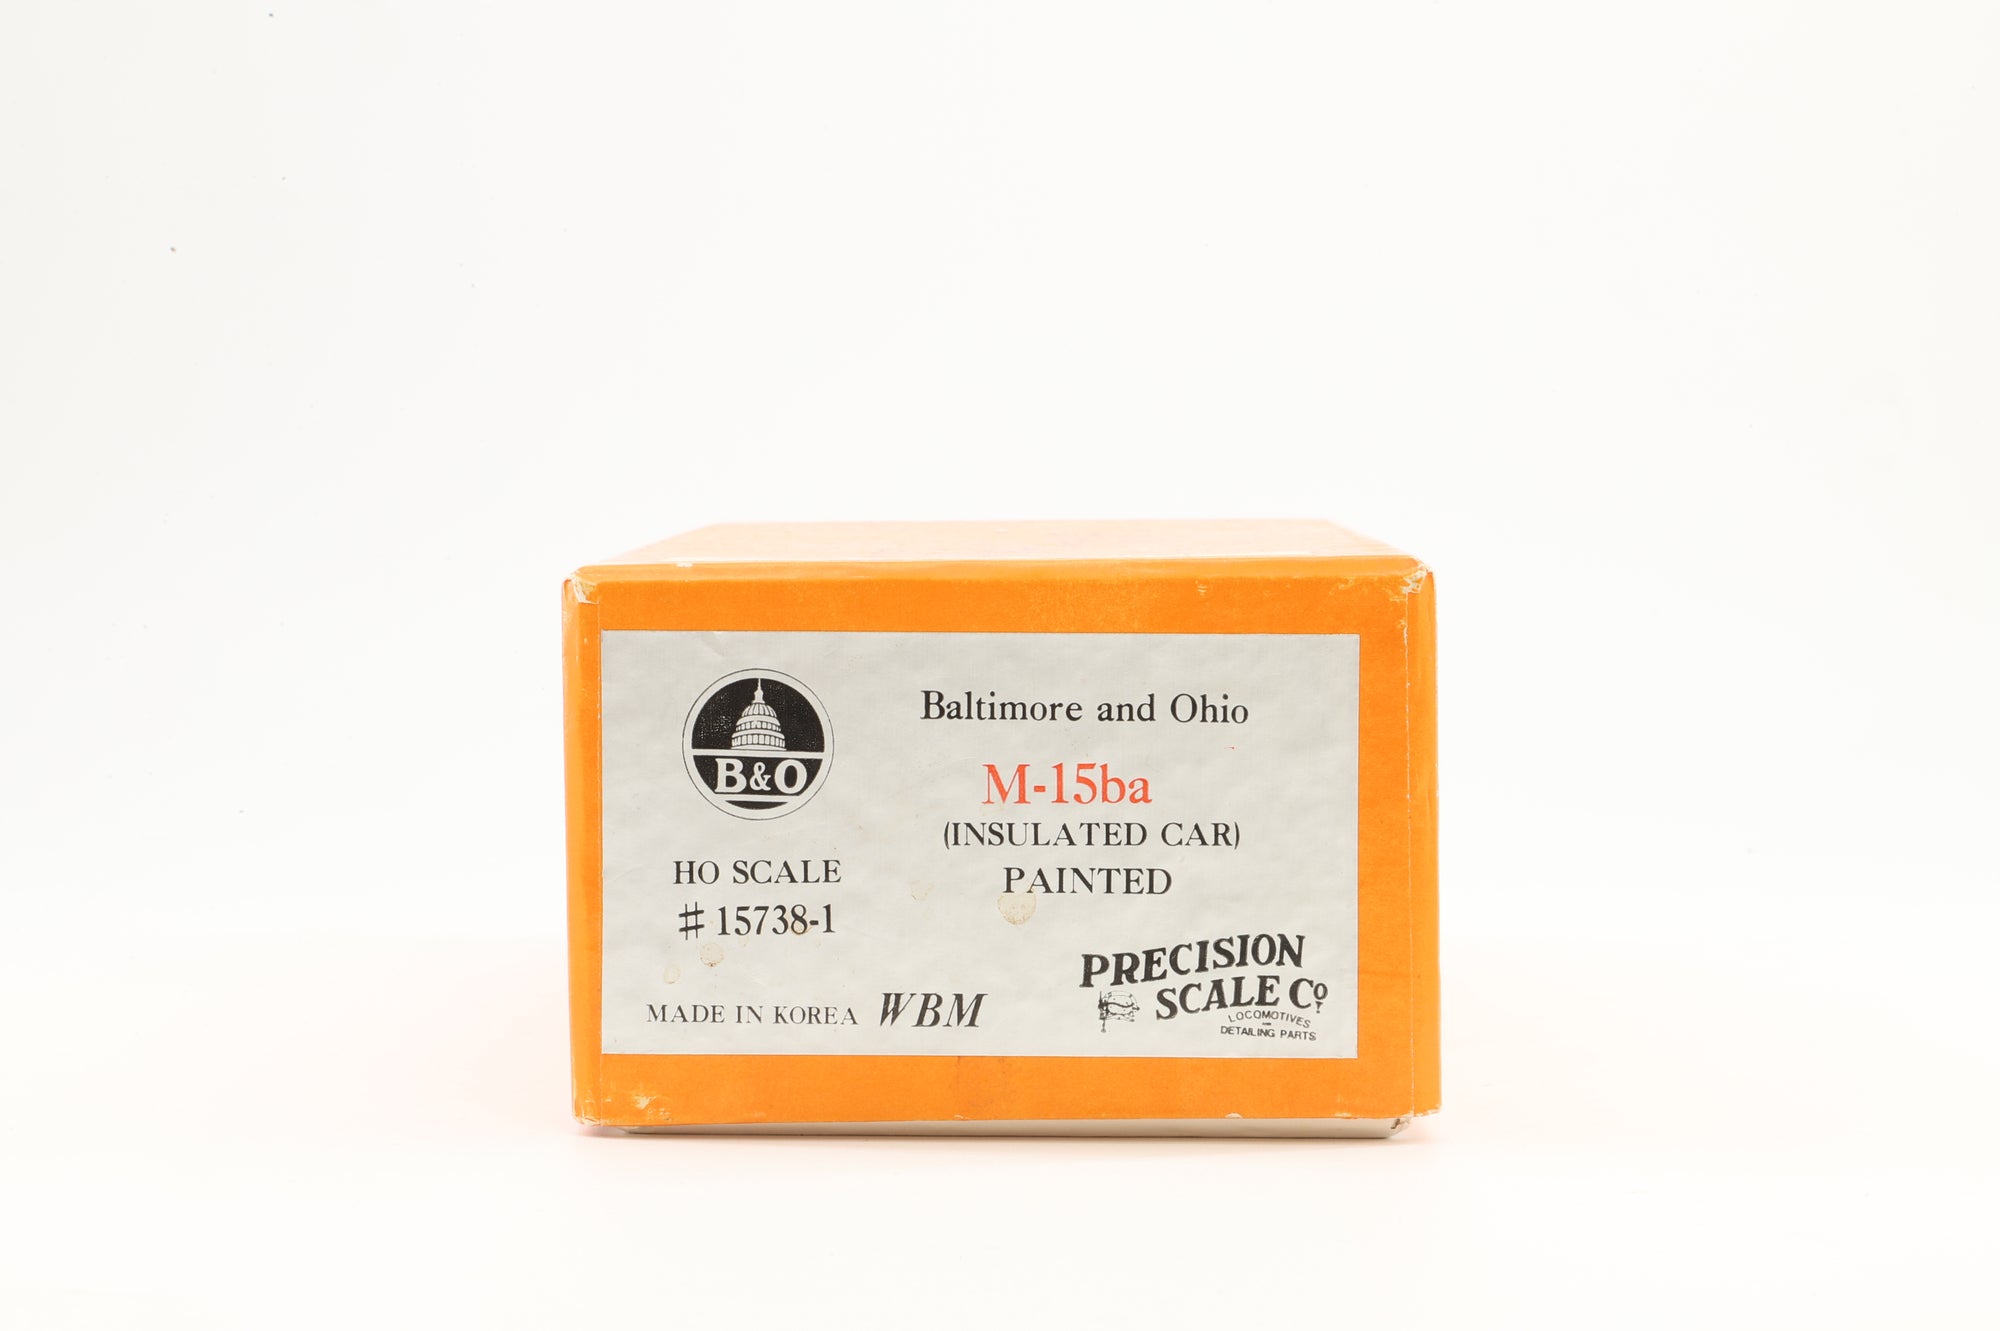 B&O
HO SCALE
# 15738-1
Baltimore and Ohio
M-15ba
(INSULATED CAR)
PAINTED
MADE IN KOREA WBM
PRECISION
SCALE Co.
LOCOMOTIVES
AND
DETAILING PARTS